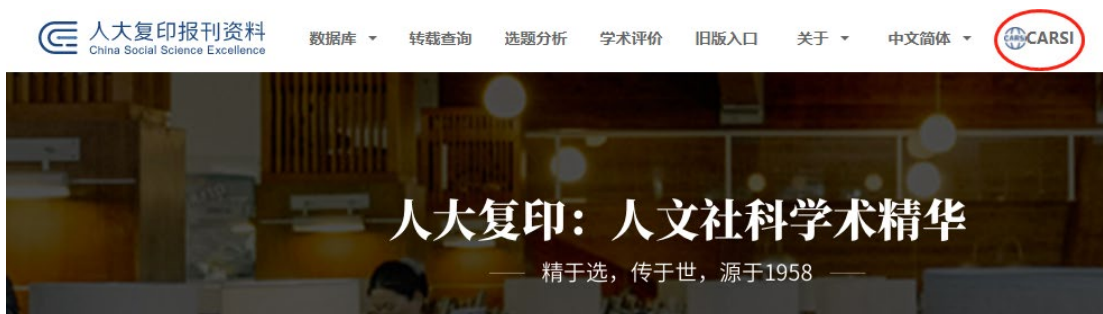 人大复印报刊资料
China Social Science Excellence
数据库 转载查询 选题分析 学术评价 旧版入口 关于 中文简体 CARSI CARSI
人大复印：人文社科学术精华
精于选，传于世，源于1958